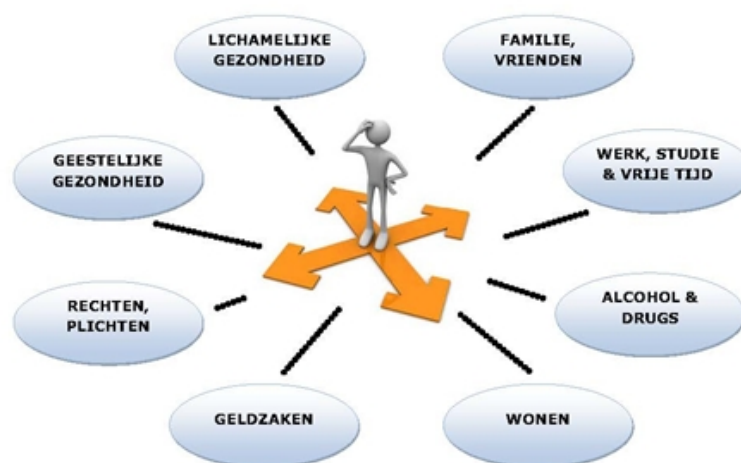 LICHAMELIJKE
GEZONDHEID
FAMILIE,
VRIENDEN
GEESTELIJKE
GEZONDHEID
WERK, STUDIE
& VRIJE TIJD
RECHTEN,
PLICHTEN
ALCOHOL &
DRUGS
GELDZAKEN
WONEN